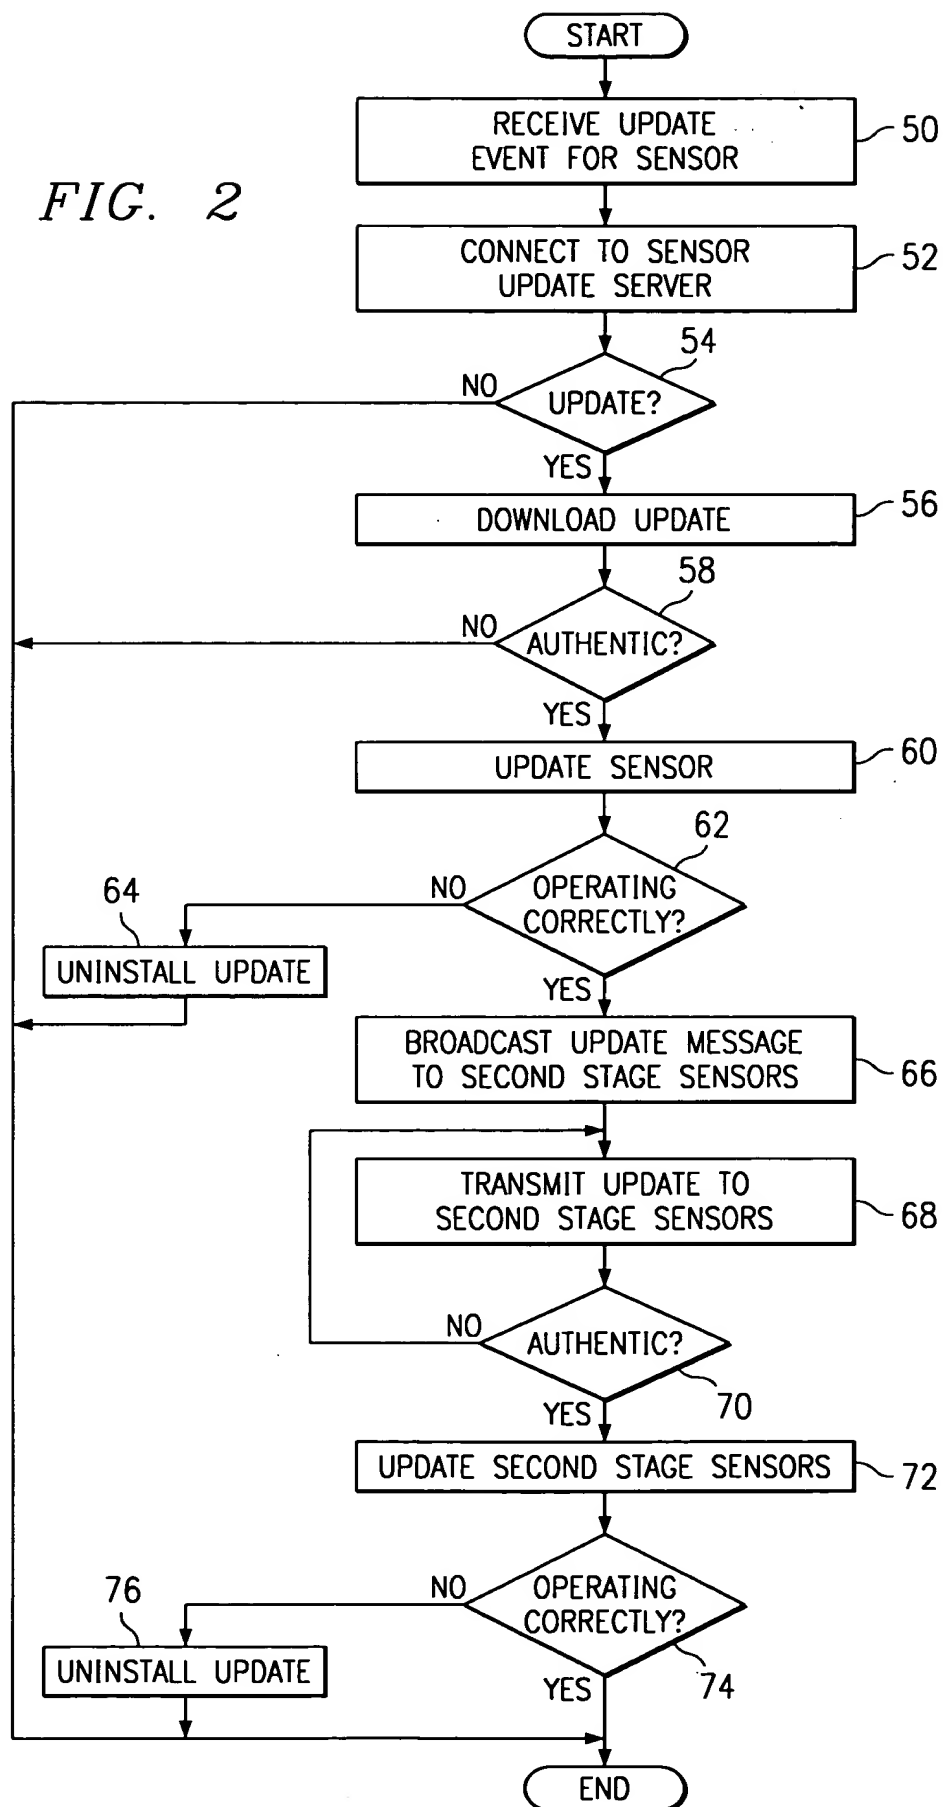 START
RECEIVE UPDATE
EVENT FOR SENSOR
50
FIG. 2
CONNECT TO SENSOR
UPDATE SERVER
52
54
NO
UPDATE?
YES
DOWNLOAD UPDATE
56
58
NO
AUTHENTIC?
YES
UPDATE SENSOR
60
62
NO
OPERATING
CORRECTLY?
64
UNINSTALL UPDATE
YES
BROADCAST UPDATE MESSAGE
TO SECOND STAGE SENSORS
66
TRANSMIT UPDATE TO
SECOND STAGE SENSORS
68
NO
AUTHENTIC?
70
YES
UPDATE SECOND STAGE SENSORS
72
NO
OPERATING
CORRECTLY?
74
76
UNINSTALL UPDATE
YES
END